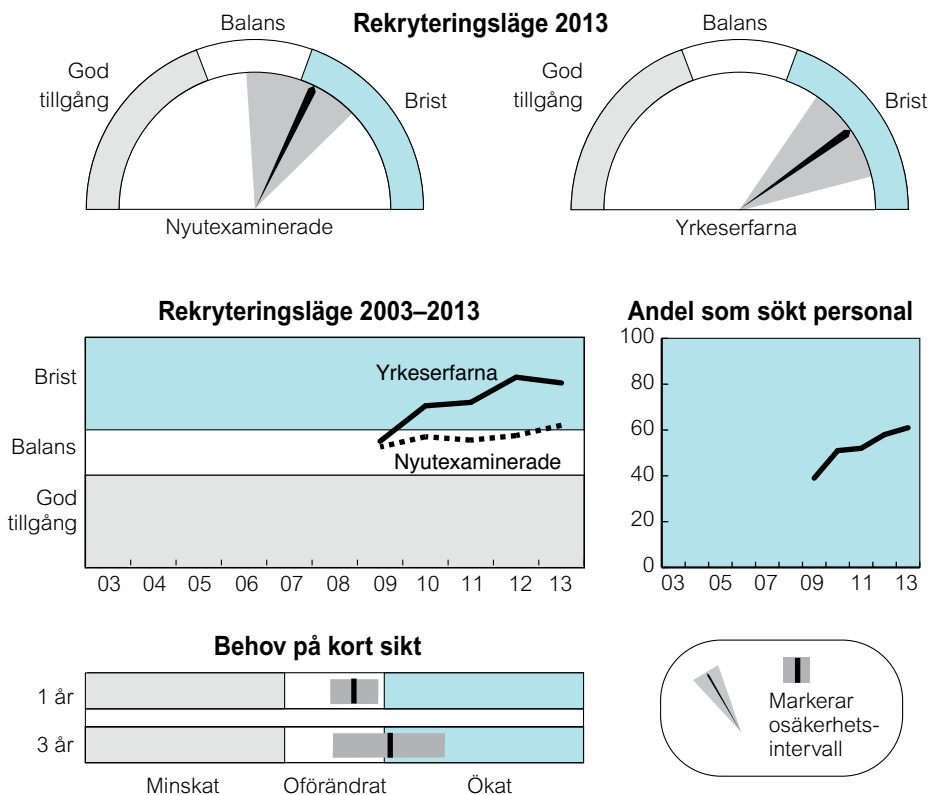 Rekryteringsläge 2013
Balans
God
tillgång
Brist
Nyutexaminerade
Balans
God
tillgång
Brist
Yrkeserfarna
Rekryteringsläge 2003–2013
Brist
Balans
God
tillgång
Yrkeserfarna
Nyutexaminerade
03 04 05 06 07 08 09 10 11 12 13
Andel som sökt personal
100
80
60
40
20
0
03 05 07 09 11 13
Behov på kort sikt
1 år
3 år
Minskat Oförändrat Ökat
Markerar
osäkerhets-
intervall